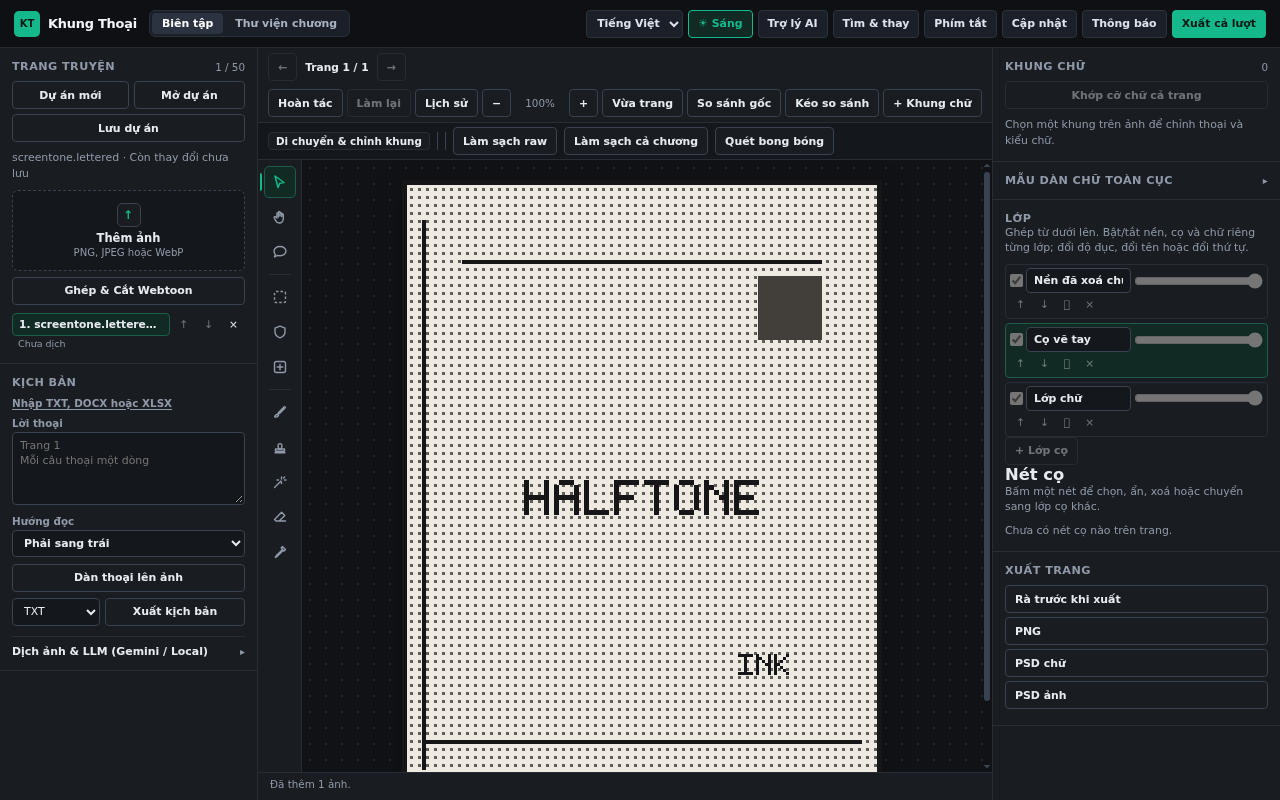 KT Khung Thoại
Biên tập
Thư viện chương
Tiếng Việt
☀ Sáng
Trợ lý AI
Tìm & thay
Phím tắt
Cập nhật
Thông báo
Xuất cả lượt
TRANG TRUYỆN
1 / 50
Dự án mới
Mở dự án
Lưu dự án
screentone.lettered · Còn thay đổi chưa
lưu
↑
Thêm ảnh
PNG, JPEG hoặc WebP
Ghép & Cắt Webtoon
1. screentone.lettere…
↑ ↓ ×
Chưa dịch
KỊCH BẢN
Nhập TXT, DOCX hoặc XLSX
Lời thoại
Trang 1
Mỗi câu thoại một dòng
Hướng đọc
Phải sang trái
Dàn thoại lên ảnh
TXT
Xuất kịch bản
Dịch ảnh & LLM (Gemini / Local)
← Trang 1 / 1 →
Hoàn tác
Làm lại
Lịch sử
−
100%
+
Vừa trang
So sánh gốc
Kéo so sánh
+ Khung chữ
Di chuyển & chỉnh khung
Làm sạch raw
Làm sạch cả chương
Quét bong bóng
HALFTONE
INK
Đã thêm 1 ảnh.
KHUNG CHỮ
0
Khớp cỡ chữ cả trang
Chọn một khung trên ảnh để chỉnh thoại và
kiểu chữ.
MẪU DÀN CHỮ TOÀN CỤC
LỚP
Ghép từ dưới lên. Bật/tắt nền, cọ và chữ riêng
từng lớp; đổi độ dục, đổi tên hoặc đổi thứ tự.
Nền đã xoá
↑ ↓ ×
Cọ vẽ tay
↑ ↓ ×
Lớp chữ
↑ ↓ ×
+ Lớp cọ
Nét cọ
Bấm một nét để chọn, ẩn, xoá hoặc chuyển
sang lớp cọ khác.
Chưa có nét cọ nào trên trang.
XUẤT TRANG
Rà trước khi xuất
PNG
PSD chữ
PSD ảnh